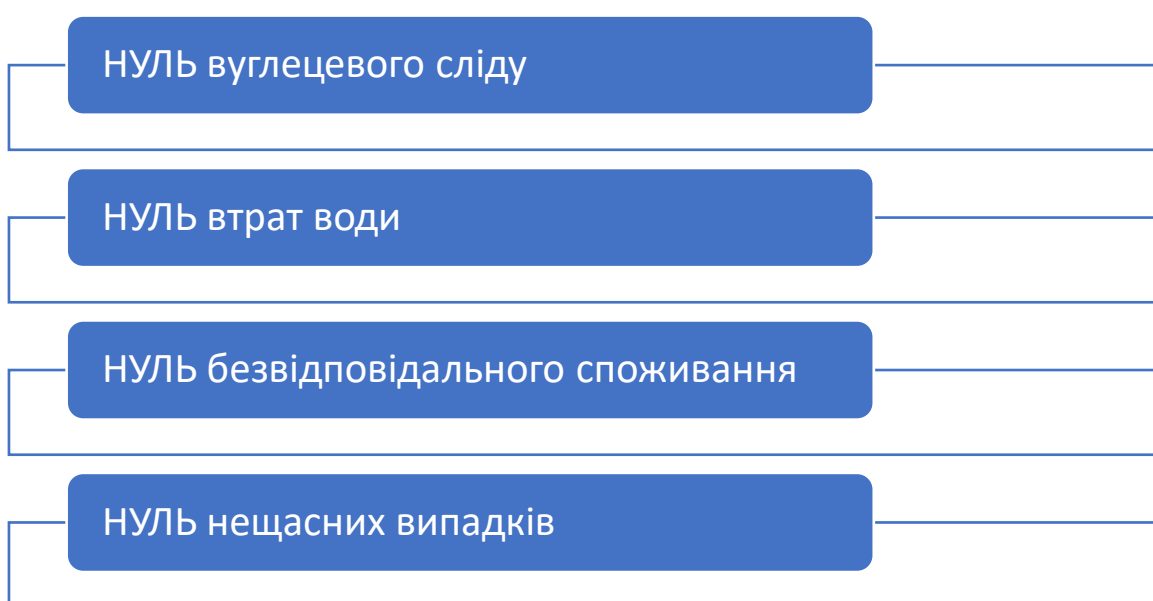 НУЛЬ вуглецевого сліду
НУЛЬ втрат води
НУЛЬ безвідповідального споживання
НУЛЬ нещасних випадків